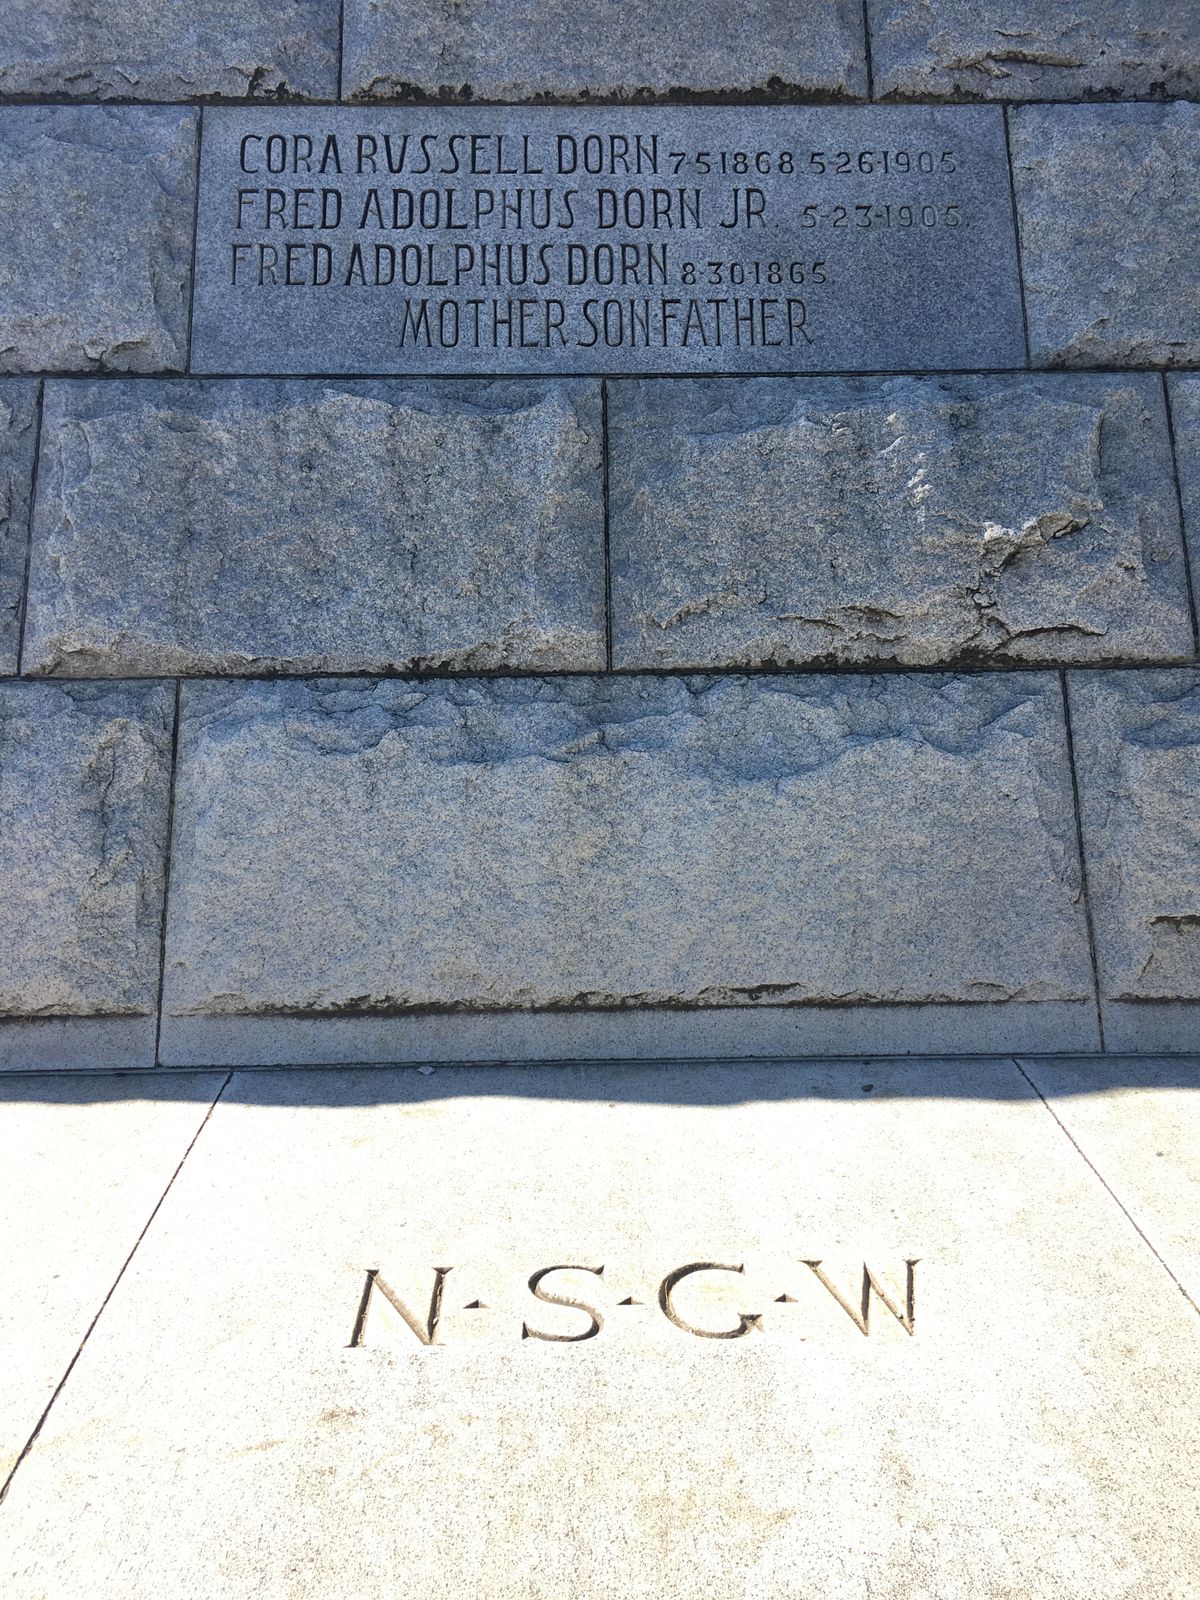 CORA RVSSELL DORN 7·5·1868 5·26·1905
FRED ADOLPHUS DORN JR. 5-23-1905.
FRED ADOLPHUS DORN 8·30·1865.
MOTHER SON·FATHER
N·S·G·W